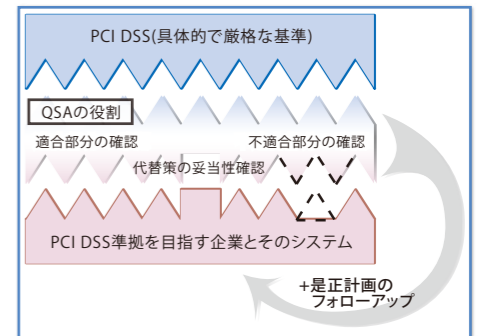 PCI DSS(具体的で厳格な基準)
QSAの役割
適合部分の確認
不適合部分の確認
代替策の妥当性確認
PCI DSS準拠を目指す企業とそのシステム
+是正計画の
フォローアップ